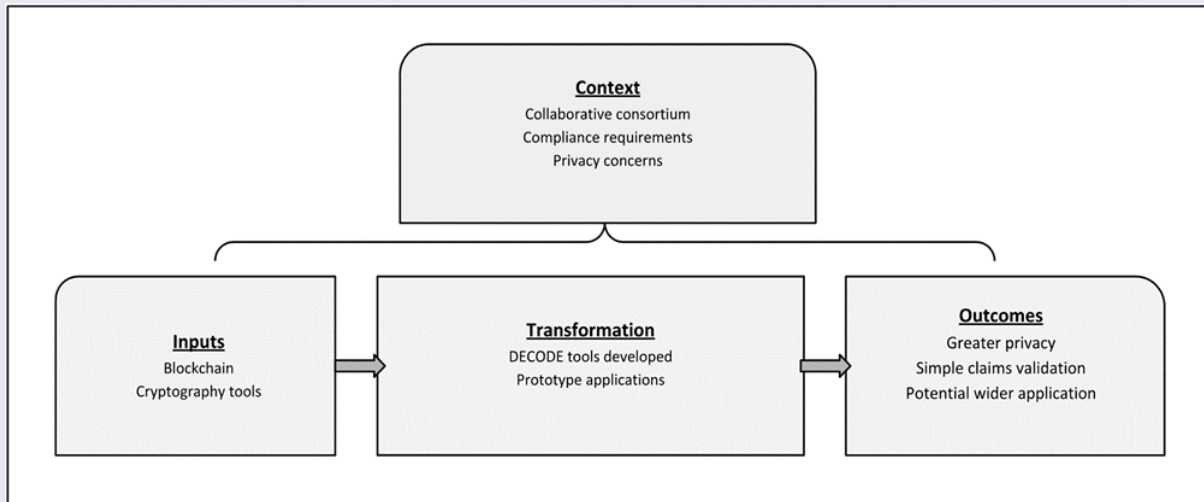 Context
Collaborative consortium
Compliance requirements
Privacy concerns
Inputs
Blockchain
Cryptography tools
Transformation
DECODE tools developed
Prototype applications
Outcomes
Greater privacy
Simple claims validation
Potential wider application